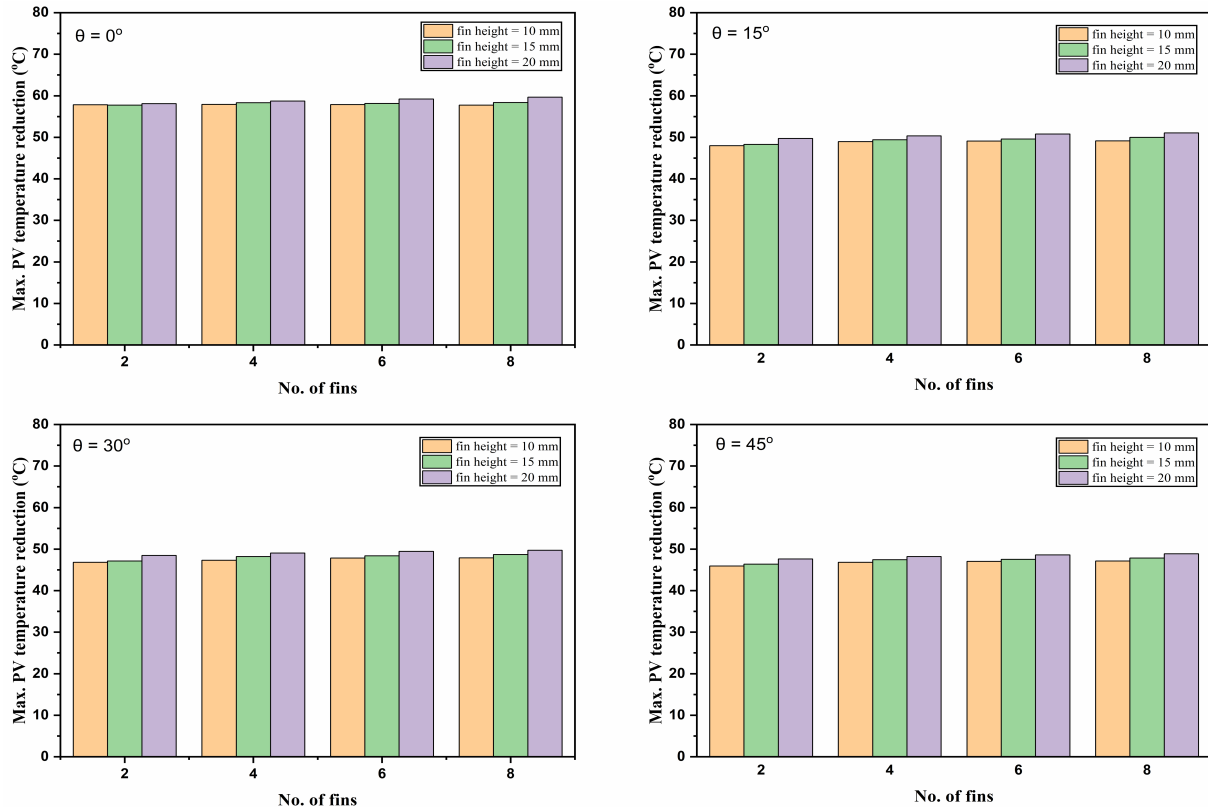 θ = 0°
fin height = 10 mm
fin height = 15 mm
fin height = 20 mm
Max. PV temperature reduction (°C)
80
70
60
50
40
30
20
10
0
2 4 6 8
No. of fins
θ = 15°
fin height = 10 mm
fin height = 15 mm
fin height = 20 mm
Max. PV temperature reduction (°C)
80
70
60
50
40
30
20
10
0
2 4 6 8
No. of fins
θ = 30°
fin height = 10 mm
fin height = 15 mm
fin height = 20 mm
Max. PV temperature reduction (°C)
80
70
60
50
40
30
20
10
0
2 4 6 8
No. of fins
θ = 45°
fin height = 10 mm
fin height = 15 mm
fin height = 20 mm
Max. PV temperature reduction (°C)
80
70
60
50
40
30
20
10
0
2 4 6 8
No. of fins